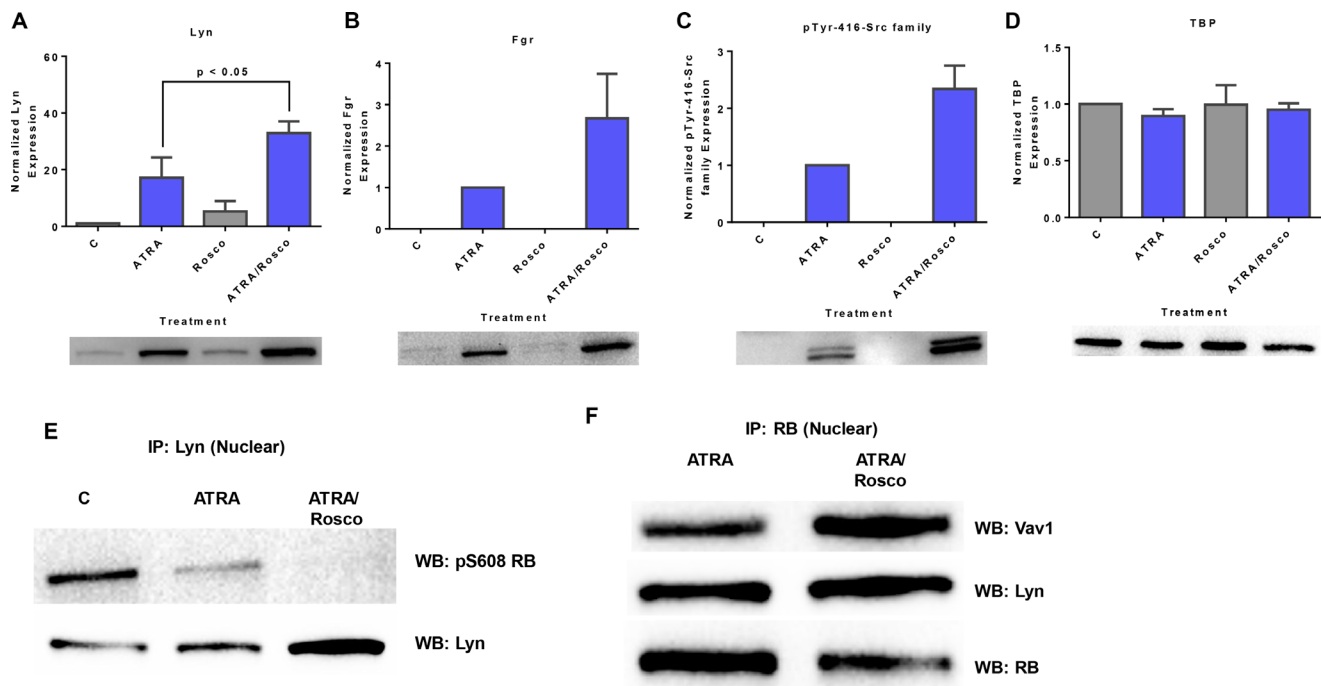 A
Lyn
Normalized Lyn
Expression
60
40
20
0
p < 0.05
C
ATRA
Rosco
ATRA/Rosco
Treatment
B
Fgr
Normalized Fgr
Expression
4
3
2
1
0
C
ATRA
Rosco
ATRA/Rosco
Treatment
C
pTyr-416-Src family
Normalized pTyr-416-Src
family Expression
3
2
1
0
C
ATRA
Rosco
ATRA/Rosco
Treatment
D
TBP
Normalized TBP
Expression
1.5
1.0
0.5
0.0
C
ATRA
Rosco
ATRA/Rosco
Treatment
E
IP: Lyn (Nuclear)
C
ATRA
ATRA/
Rosco
WB: pS608 RB
WB: Lyn
F
IP: RB (Nuclear)
ATRA
ATRA/
Rosco
WB: Vav1
WB: Lyn
WB: RB